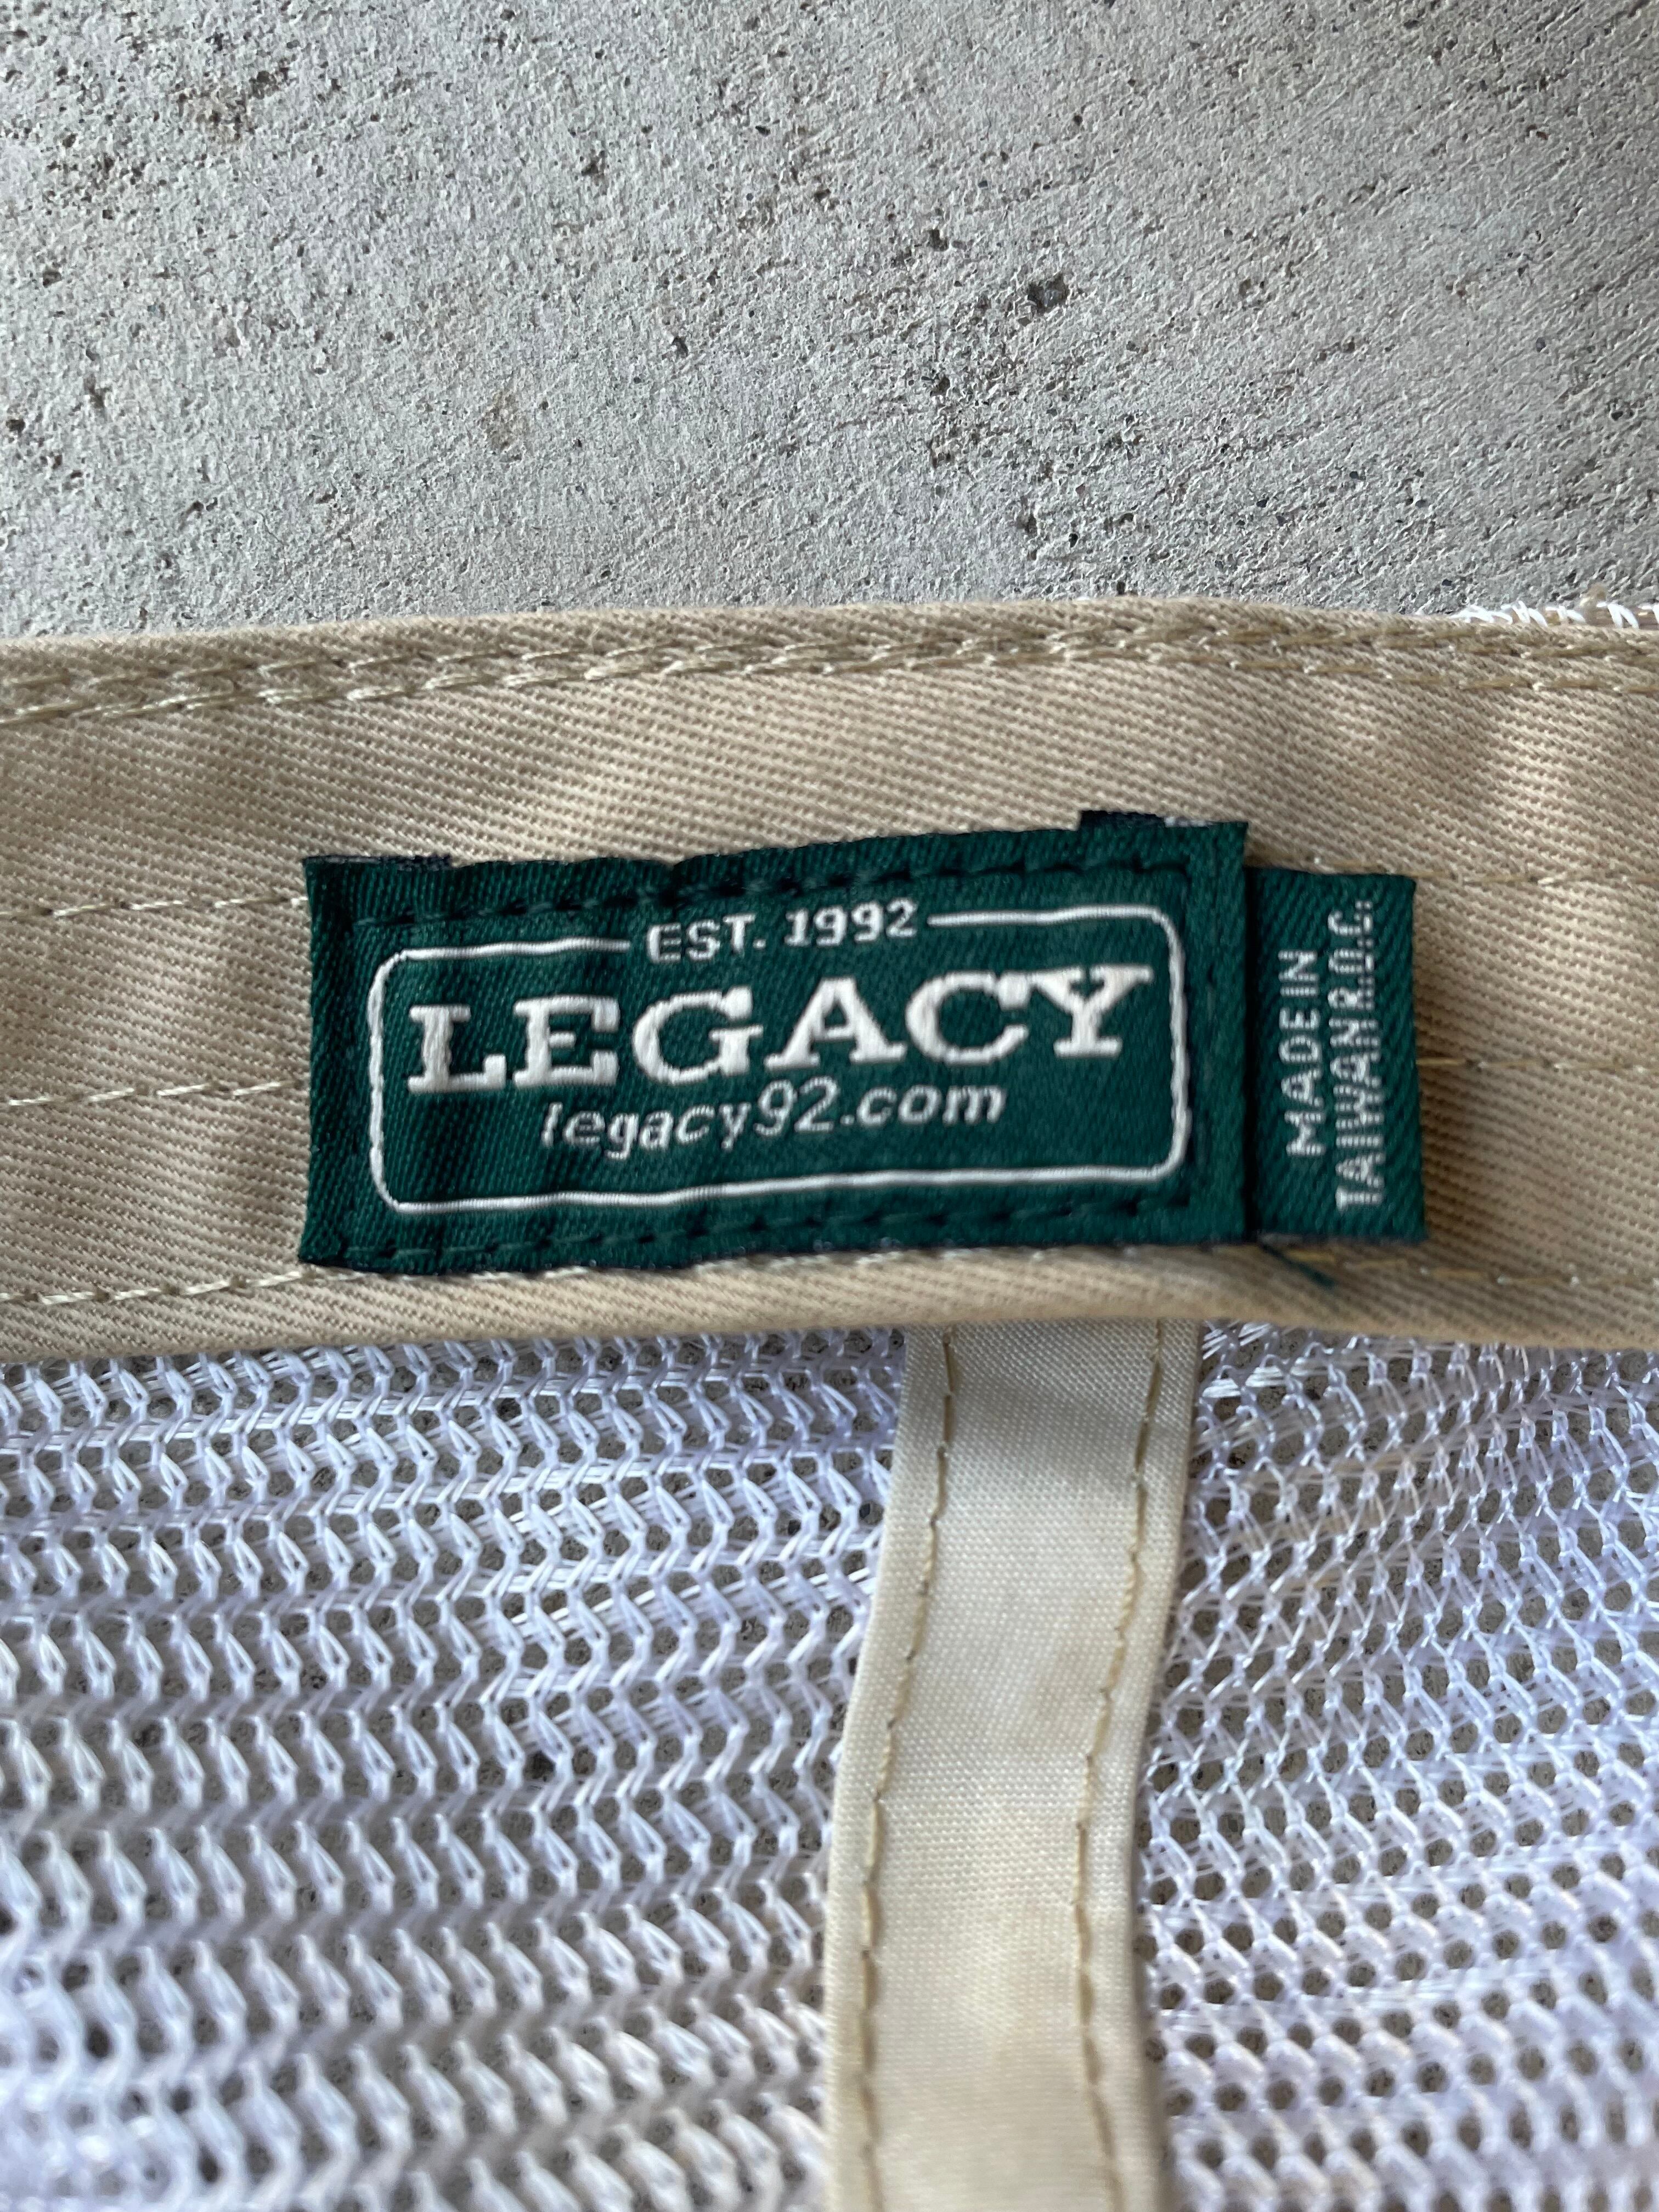 EST. 1992
LEGACY
legacy92.com
MADE IN
TAIWAN R.O.C.